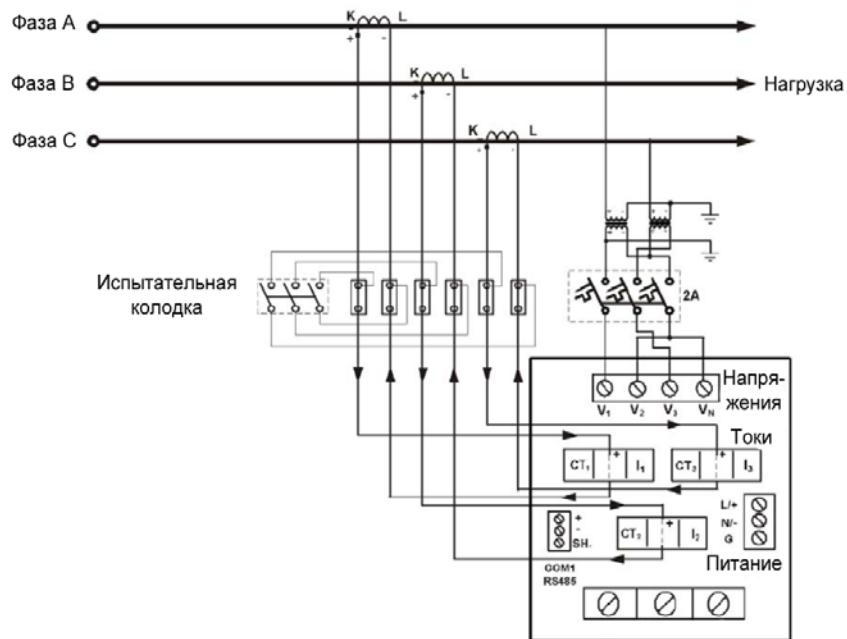 Фаза А
K
L
+
-
Фаза В
K
L
+
-
Нагрузка
Фаза С
K
L
+
-
Испытательная
колодка
2A
Напря-
жения
V₁
V₂
V₃
VN
Токи
CT₁
+
I₁
CT₃
+
I₃
CT₂
+
I₂
L/+
N/-
G
+
-
SH.
COM1
RS485
Питание